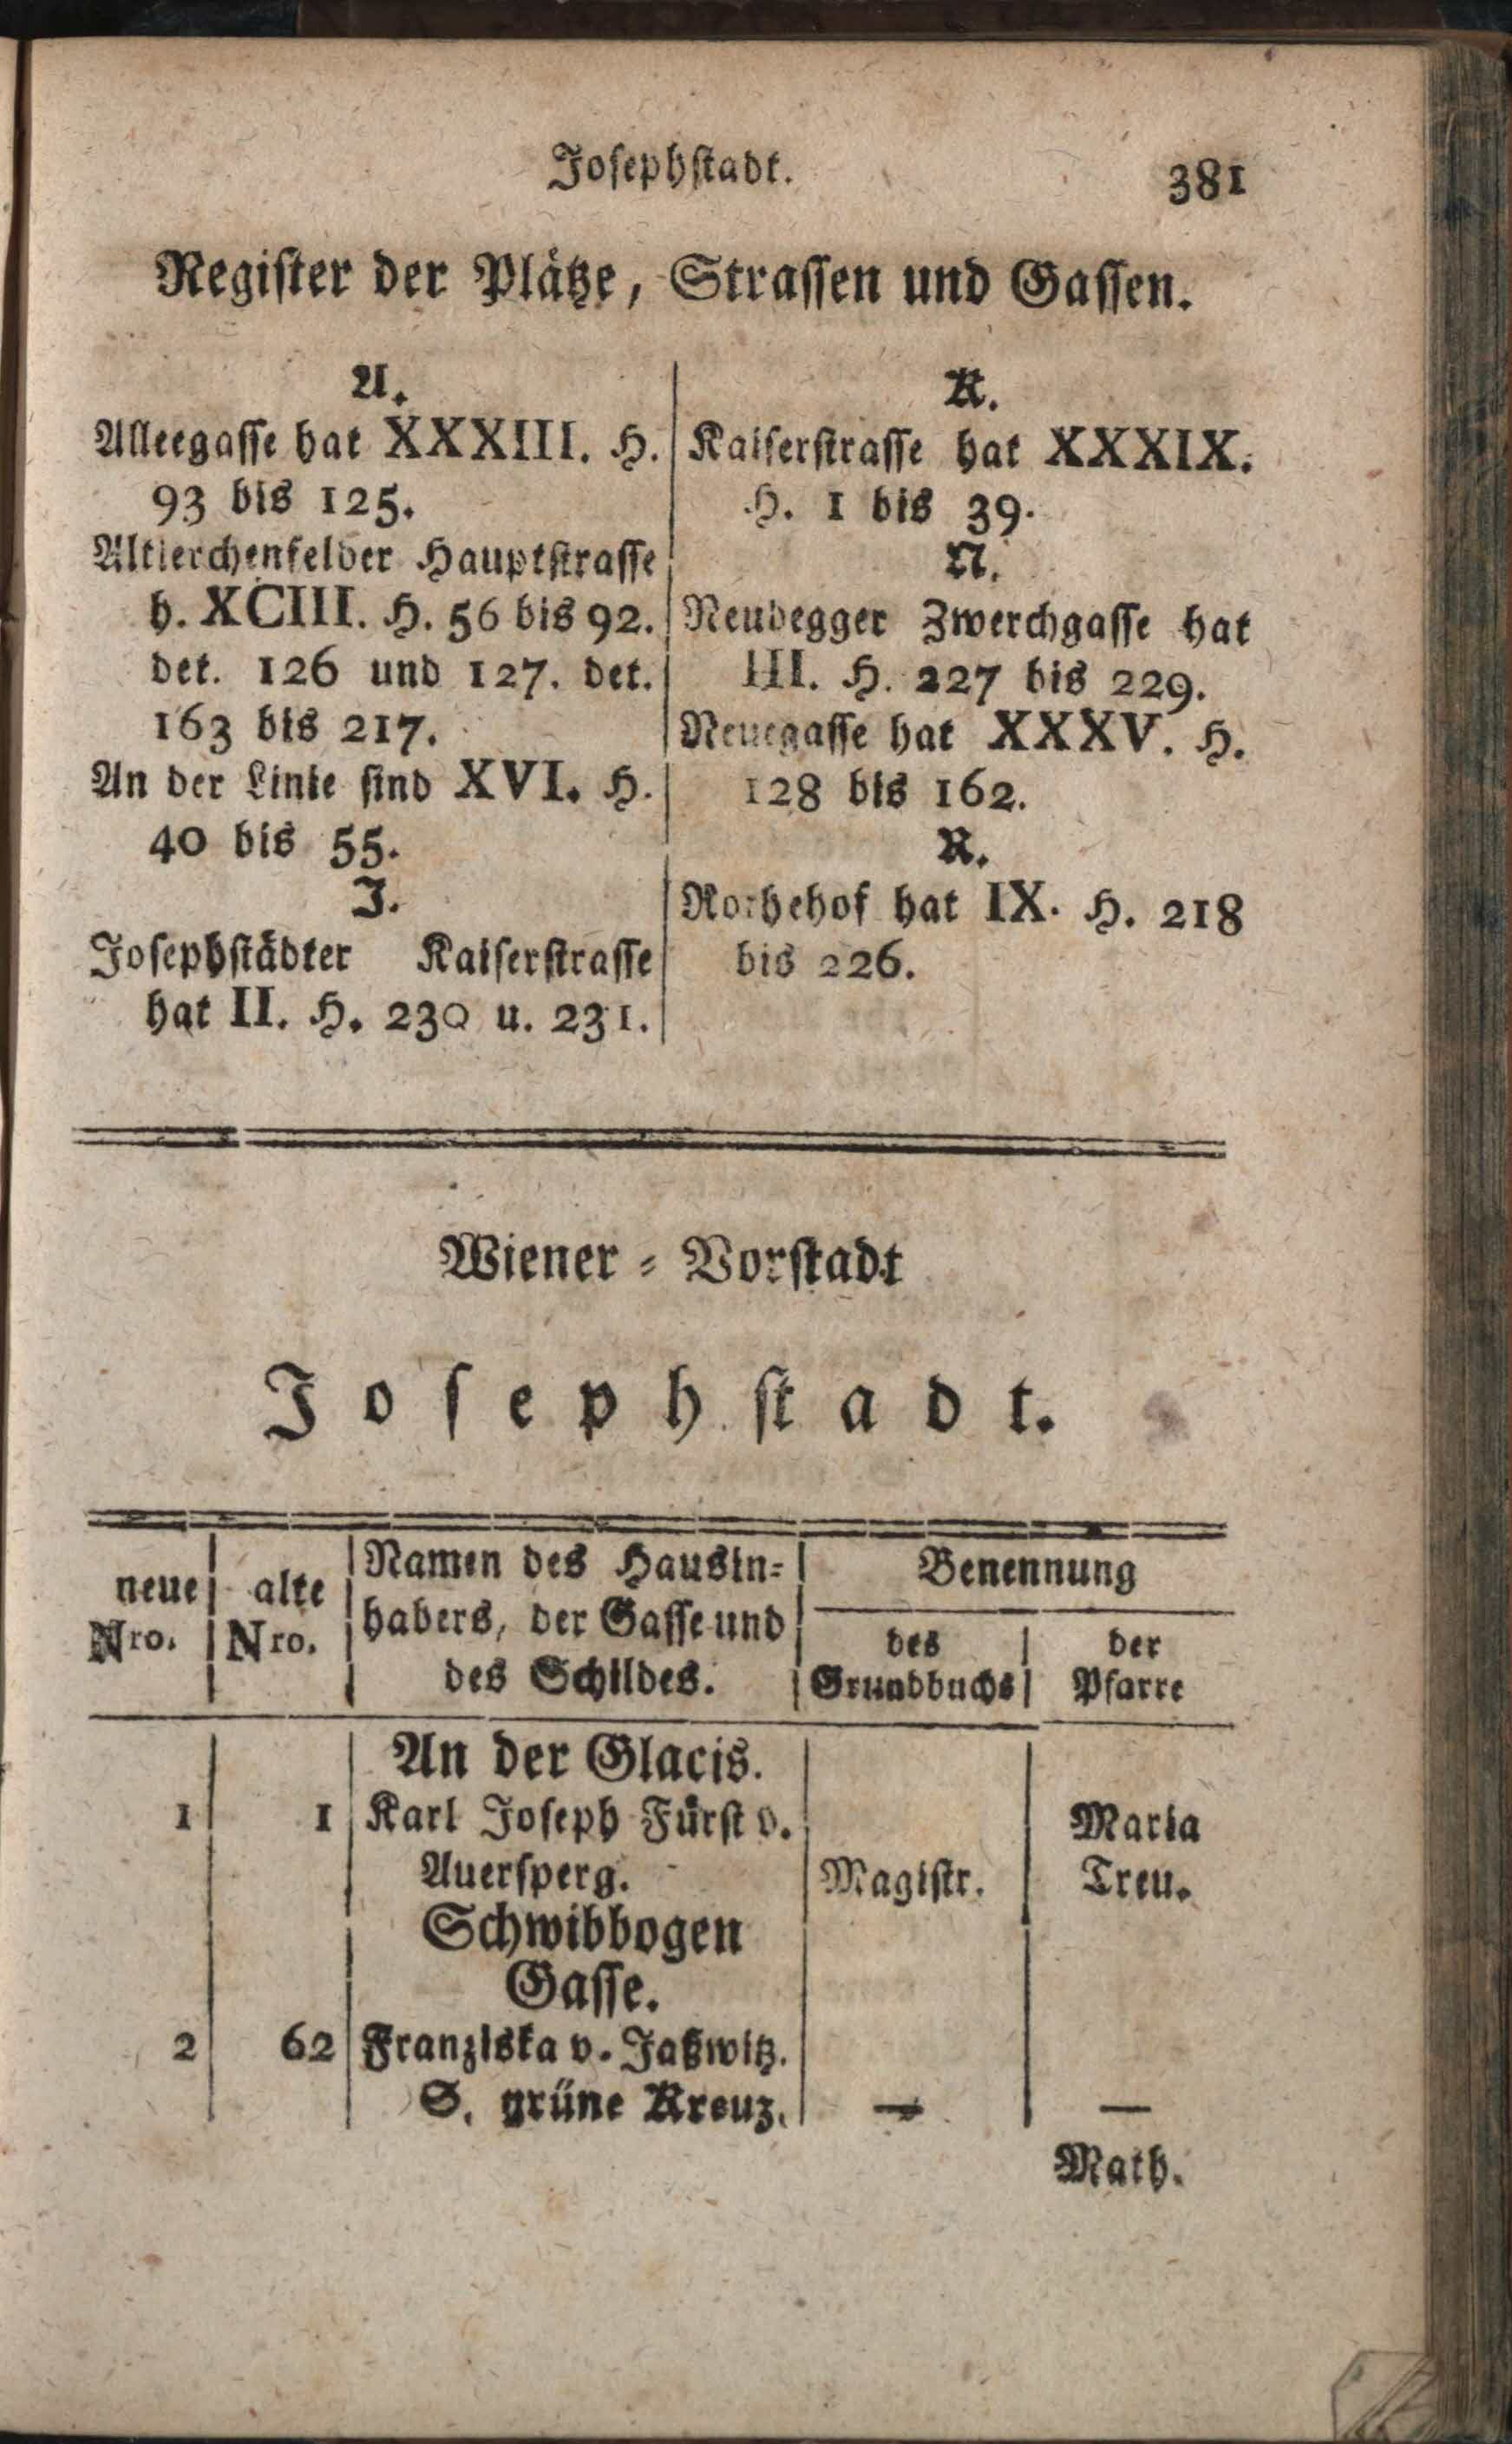 Josephstadt. 381
Register der Plätze, Strassen und Gassen.
A.
Alleegasse hat XXXIII. H.
93 bis 125.
Altlerchenfelder Hauptstrasse
h. XCIII. H. 56 bis 92.
det. 126 und 127. det.
163 bis 217.
An der Linie sind XVI. H.
40 bis 55.
J.
Josephstädter Kaiserstrasse
hat II. H. 230 u. 231.
K.
Kaiserstrasse hat XXXIX.
H. 1 bis 39.
N.
Neudegger Zwerchgasse hat
III. H. 227 bis 229.
Neuegasse hat XXXV. H.
128 bis 162.
R.
Rothehof hat IX. H. 218
bis 226.
Wiener-Vorstadt
Josephstadt.
neue Nro.
alte Nro.
Namen des Hausin-
habers, der Gasse und
des Schildes.
Benennung
des Grundbuchs
der Pfarre
An der Glacis.
1 1 Karl Joseph Fürst v. Maria
Auersperg. Magistr. Treu.
Schwibbogen
Gasse.
2 62 Franziska v. Jaßwitz.
S. grüne Kreuz. — —
Math.